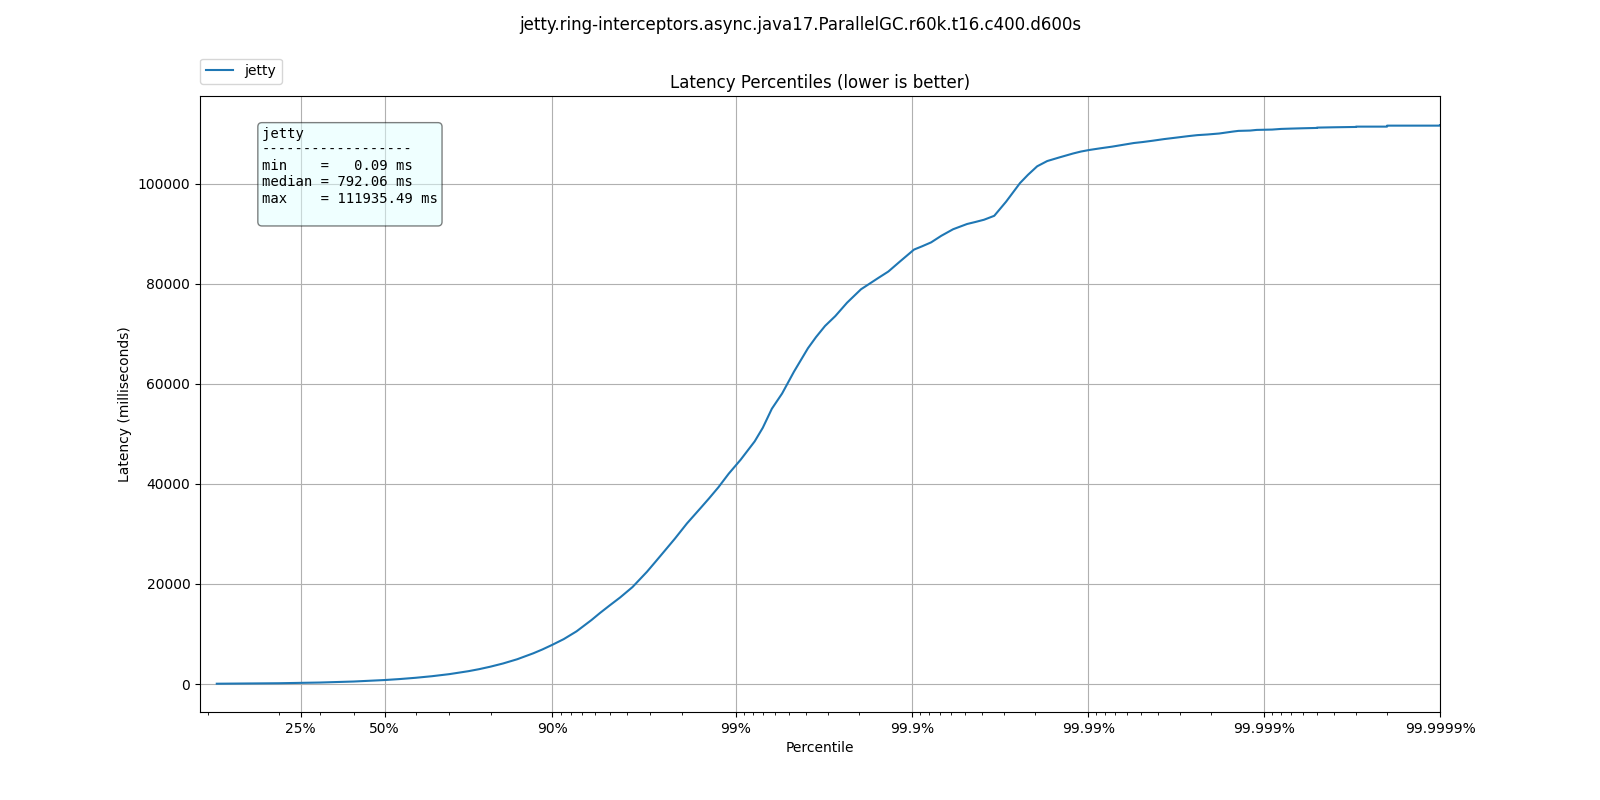 jetty.ring-interceptors.async.java17.ParallelGC.r60k.t16.c400.d600s
jetty
Latency Percentiles (lower is better)
jetty
------------------
min    =   0.09 ms
median = 792.06 ms
max    = 111935.49 ms
100000
80000
60000
40000
20000
0
Latency (milliseconds)
25% 50% 90% 99% 99.9% 99.99% 99.999% 99.9999%
Percentile